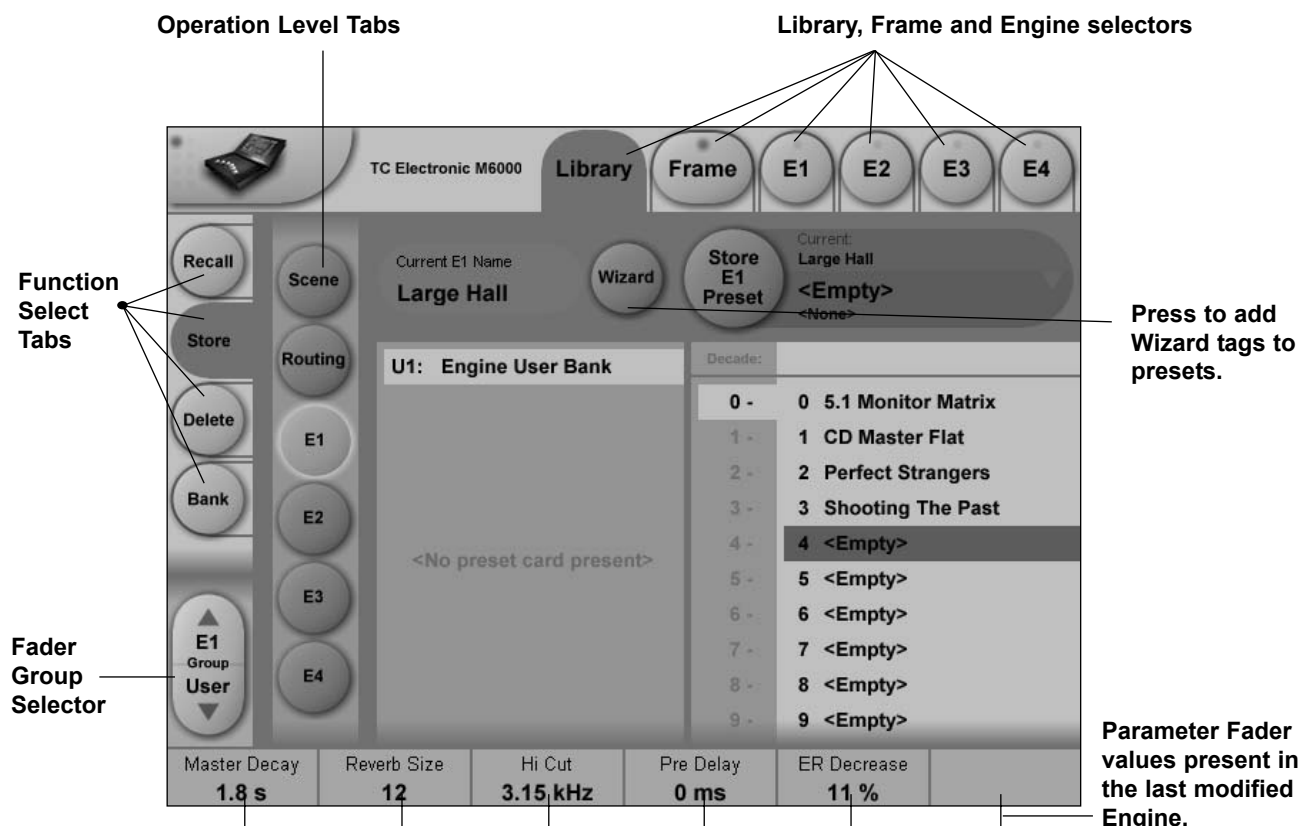 Operation Level Tabs
Library, Frame and Engine selectors
TC Electronic M6000
Library
Frame
E1
E2
E3
E4
Function
Select
Tabs
Recall
Store
Delete
Bank
Scene
Routing
E1
E2
E3
E4
Current E1 Name
Large Hall
Wizard
Store
E1
Preset
Current:
Large Hall
<Empty>
<None>
Press to add
Wizard tags to
presets.
U1: Engine User Bank
<No preset card present>
Decade:
0 -
1 -
2 -
3 -
4 -
5 -
6 -
7 -
8 -
9 -
0 5.1 Monitor Matrix
1 CD Master Flat
2 Perfect Strangers
3 Shooting The Past
4 <Empty>
5 <Empty>
6 <Empty>
7 <Empty>
8 <Empty>
9 <Empty>
Fader
Group
Selector
E1
Group
User
Master Decay
1.8 s
Reverb Size
12
Hi Cut
3.15 kHz
Pre Delay
0 ms
ER Decrease
11 %
Parameter Fader
values present in
the last modified
Engine.